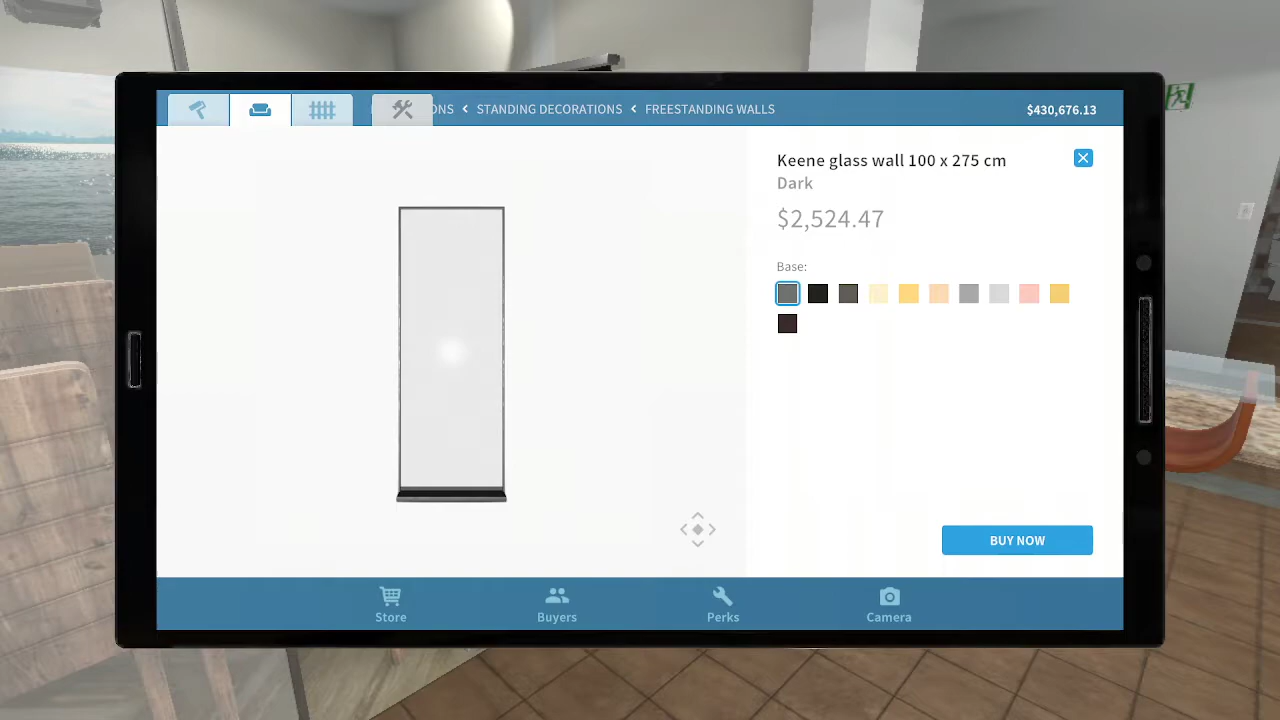 ONS < STANDING DECORATIONS < FREESTANDING WALLS
$430,676.13
Keene glass wall 100 x 275 cm
Dark
$2,524.47
Base:
BUY NOW
Store
Buyers
Perks
Camera